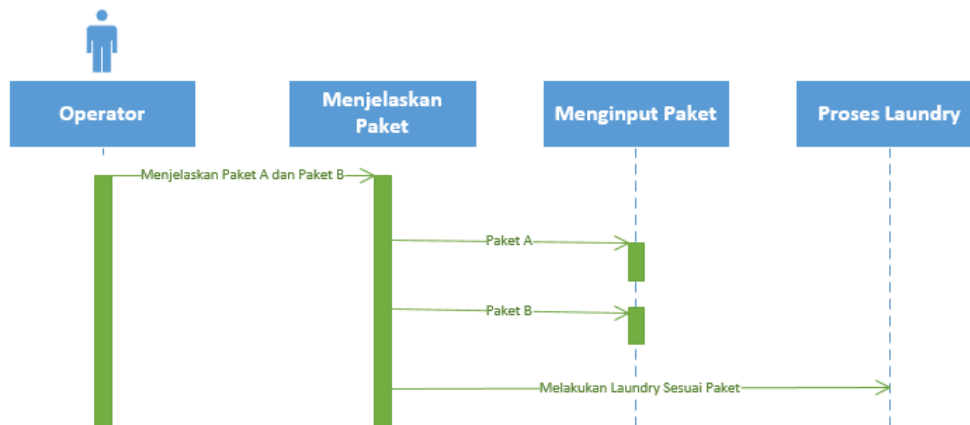 Operator
Menjelaskan
Paket
Menginput Paket
Proses Laundry
Menjelaskan Paket A dan Paket B
Paket A
Paket B
Melakukan Laundry Sesuai Paket